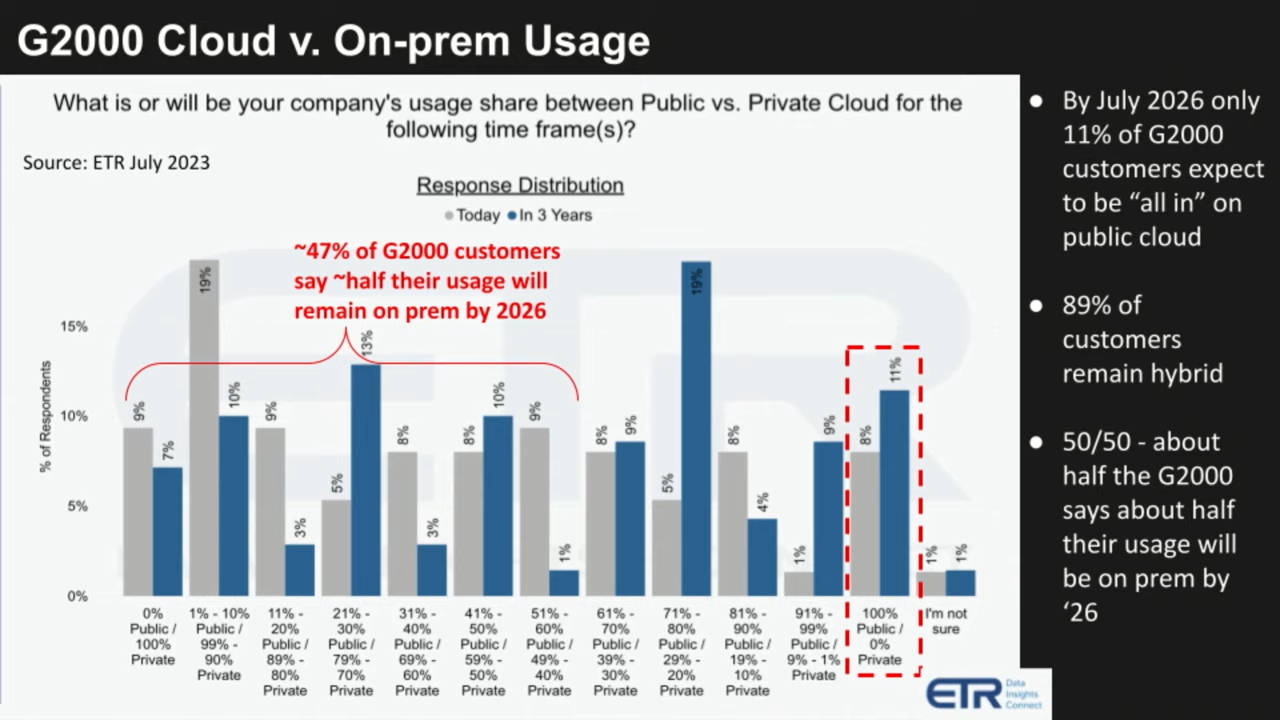 G2000 Cloud v. On-prem Usage
What is or will be your company's usage share between Public vs. Private Cloud for the
following time frame(s)?
Source: ETR July 2023
Response Distribution
Today In 3 Years
~47% of G2000 customers
say ~half their usage will
remain on prem by 2026
% of Respondents
15%
10%
5%
0%
9%
7%
19%
10%
9%
3%
5%
13%
8%
3%
8%
10%
9%
1%
8%
9%
5%
19%
8%
4%
1%
9%
8%
11%
1%
1%
0%
Public /
100%
Private
1% - 10%
Public /
99% -
90%
Private
11% -
20%
Public /
89% -
80%
Private
21% -
30%
Public /
79% -
70%
Private
31% -
40%
Public /
69% -
60%
Private
41% -
50%
Public /
59% -
50%
Private
51% -
60%
Public /
49% -
40%
Private
61% -
70%
Public /
39% -
30%
Private
71% -
80%
Public /
29% -
20%
Private
81% -
90%
Public /
19% -
10%
Private
91% -
99%
Public /
9% - 1%
Private
100%
Public /
0%
Private
I'm not
sure
ETR
Data
Insights
Connect
● By July 2026 only
11% of G2000
customers expect
to be “all in” on
public cloud
● 89% of
customers
remain hybrid
● 50/50 - about
half the G2000
says about half
their usage will
be on prem by
‘26